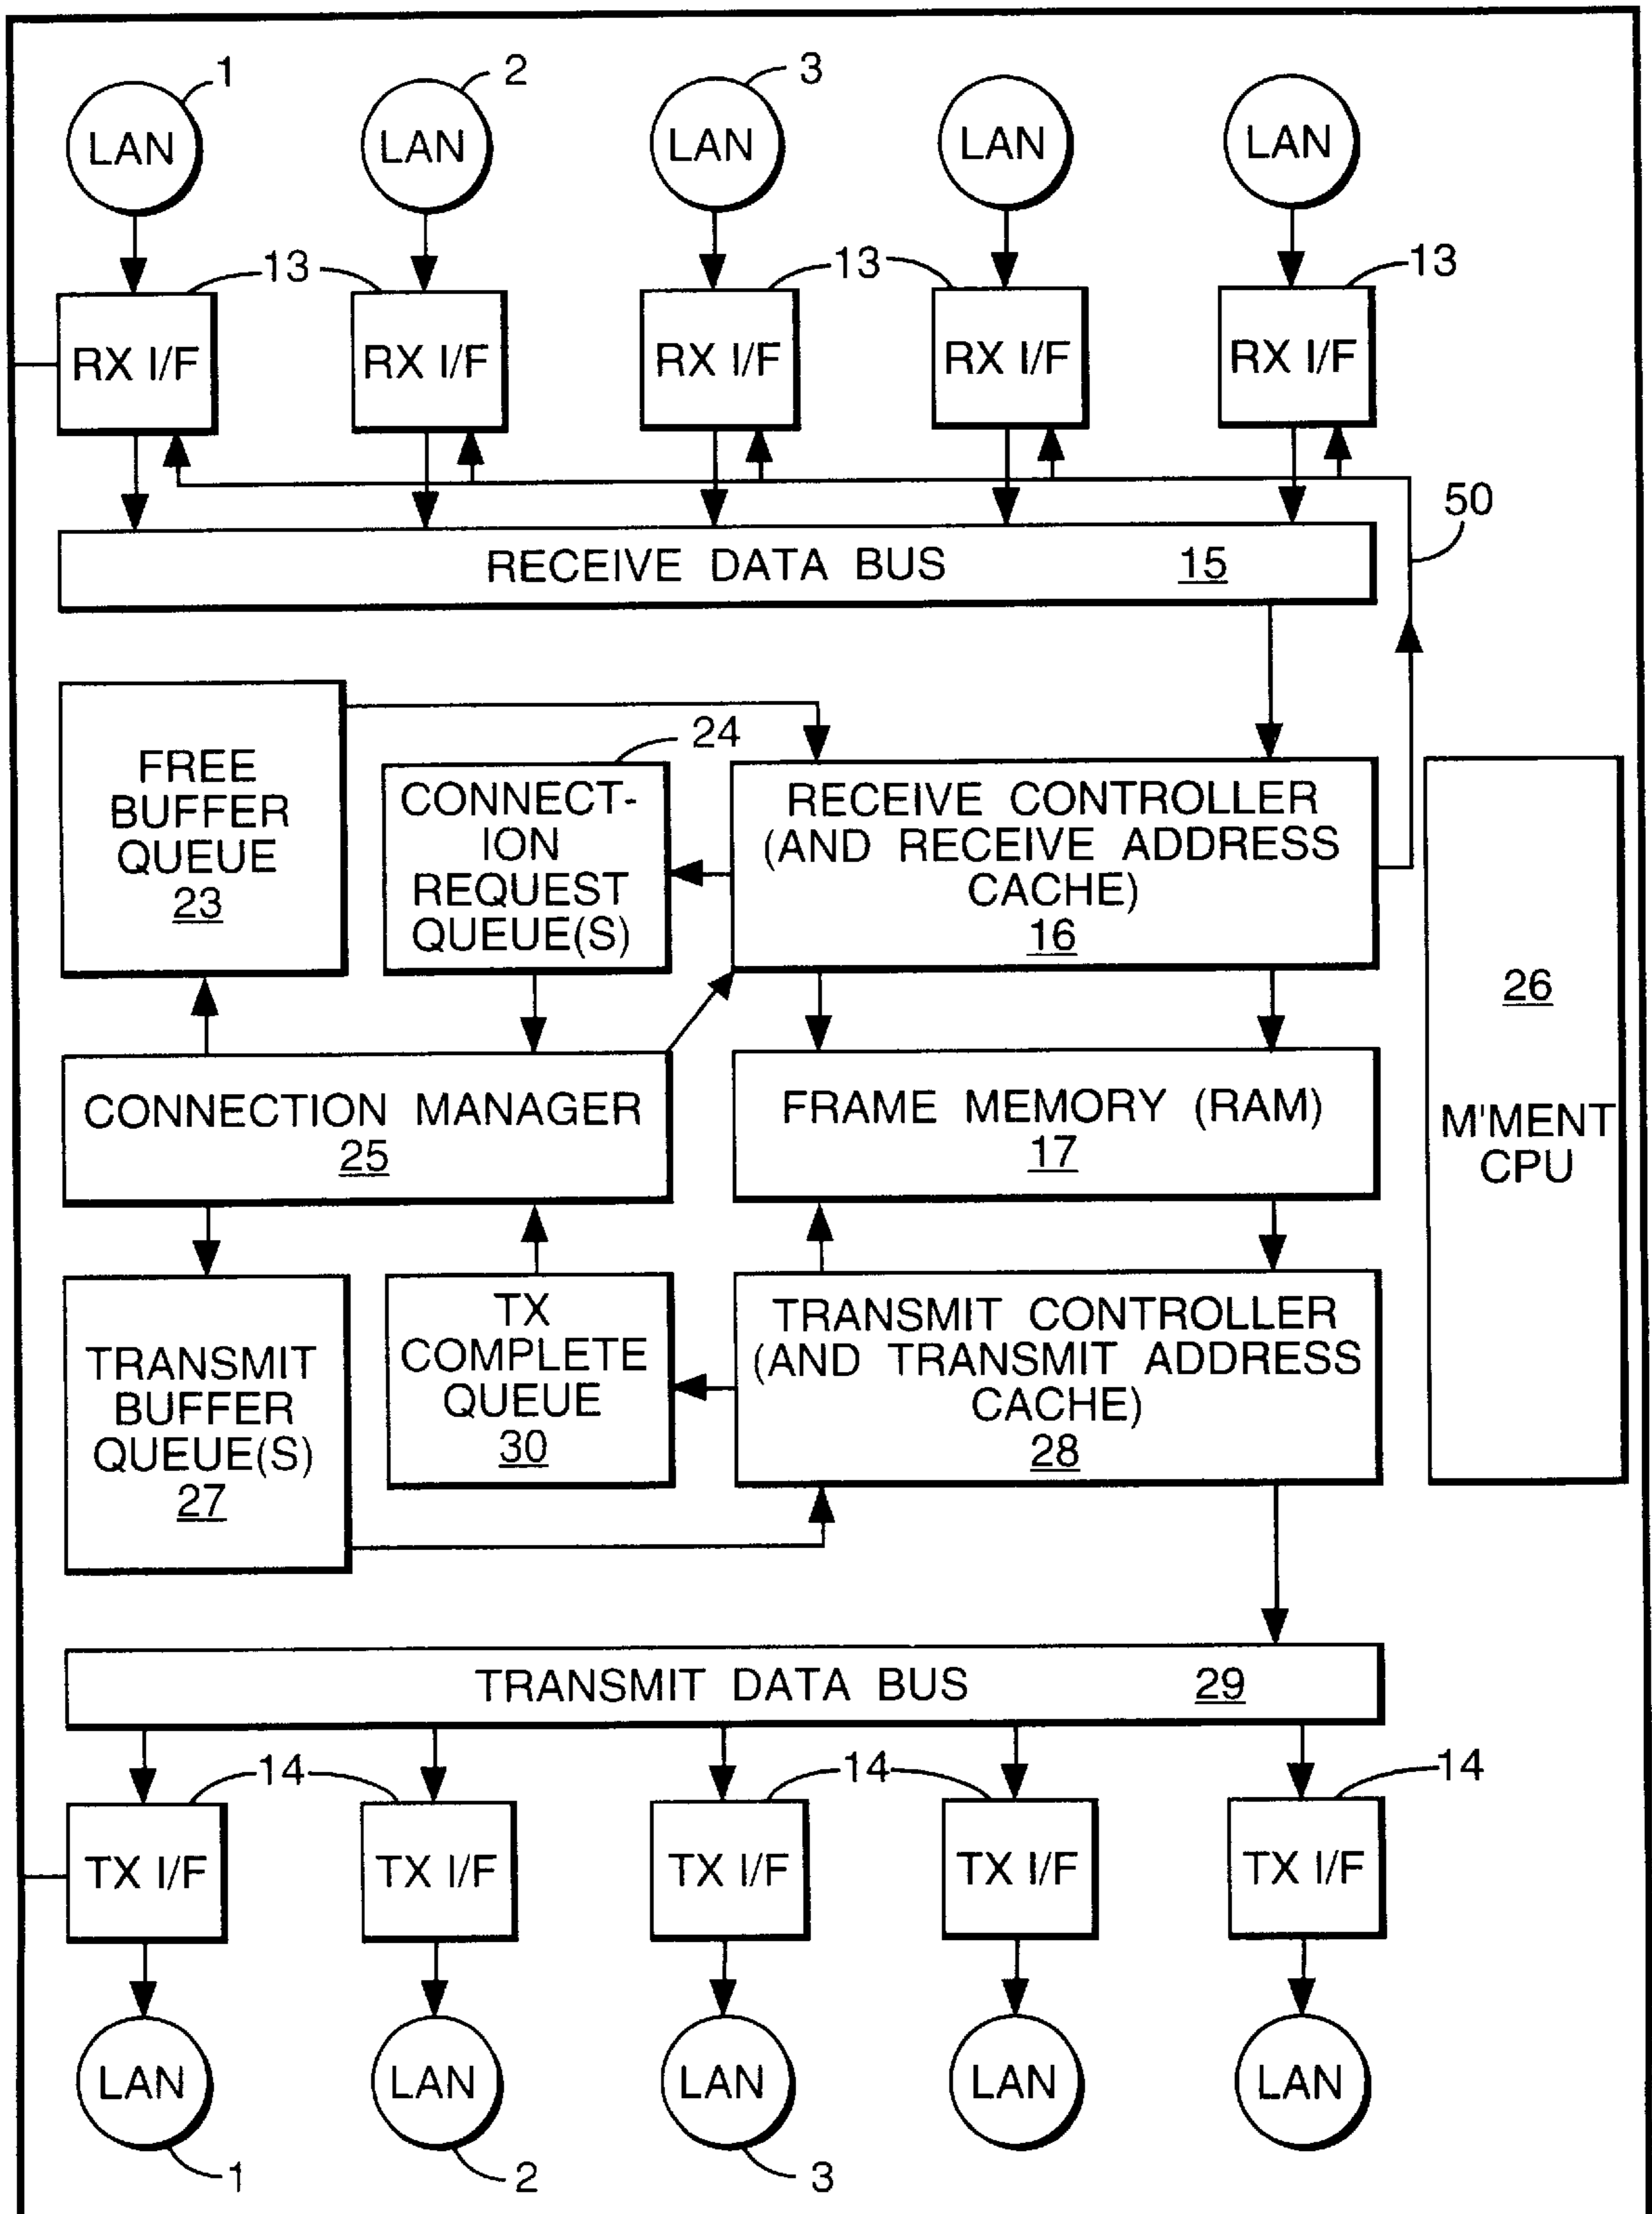 1 2 3
LAN LAN LAN LAN LAN
13 13 13
RX I/F RX I/F RX I/F RX I/F RX I/F
50
RECEIVE DATA BUS 15
FREE
BUFFER
QUEUE
23
24
CONNECT-
ION
REQUEST
QUEUE(S)
RECEIVE CONTROLLER
(AND RECEIVE ADDRESS
CACHE)
16
26
M'MENT
CPU
CONNECTION MANAGER
25
FRAME MEMORY (RAM)
17
TRANSMIT
BUFFER
QUEUE(S)
27
TX
COMPLETE
QUEUE
30
TRANSMIT CONTROLLER
(AND TRANSMIT ADDRESS
CACHE)
28
TRANSMIT DATA BUS 29
14 14 14
TX I/F TX I/F TX I/F TX I/F TX I/F
LAN LAN LAN LAN LAN
1 2 3